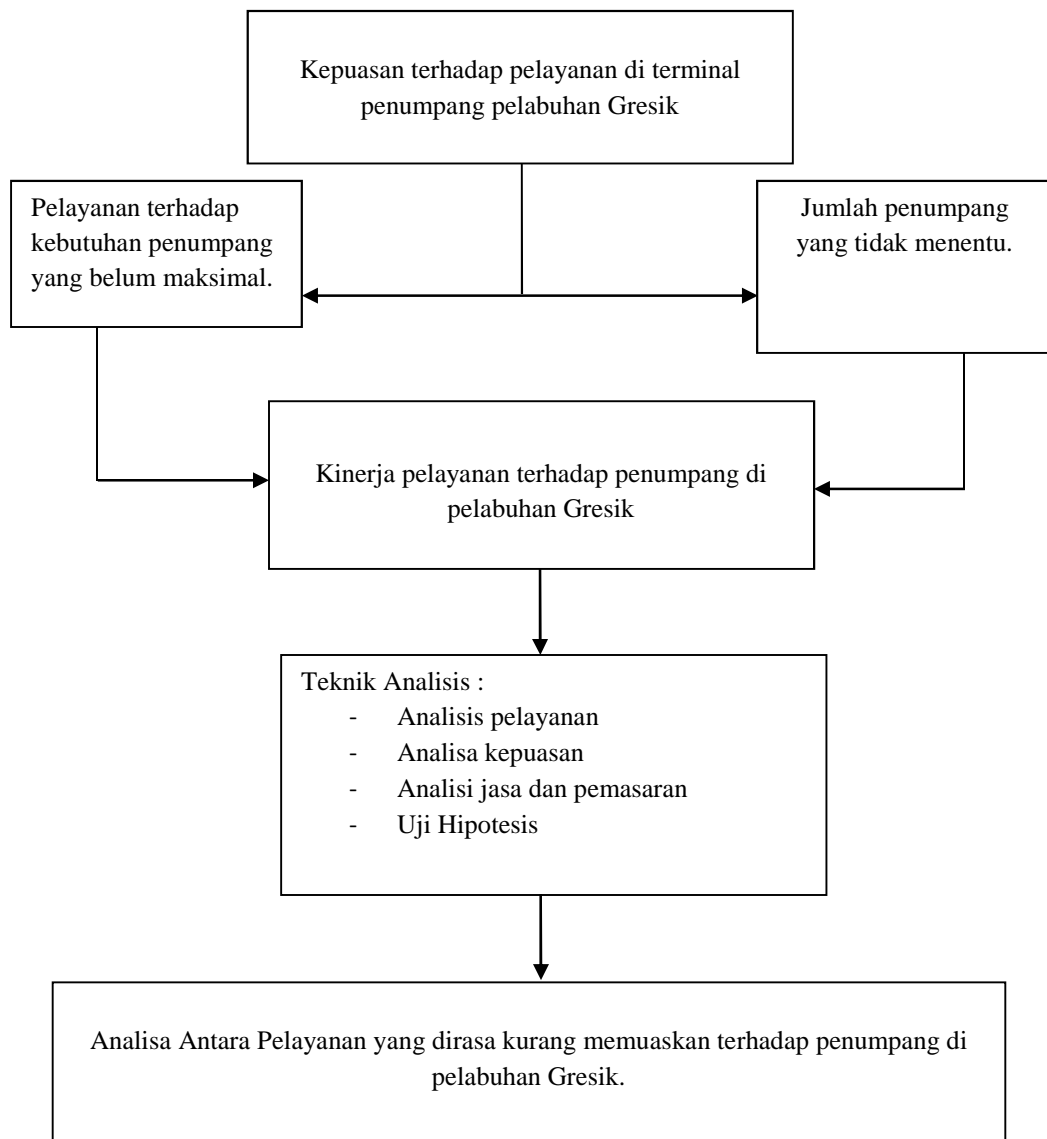 Kepuasan terhadap pelayanan di terminal
penumpang pelabuhan Gresik
Pelayanan terhadap
kebutuhan penumpang
yang belum maksimal.
Jumlah penumpang
yang tidak menentu.
Kinerja pelayanan terhadap penumpang di
pelabuhan Gresik
Teknik Analisis :
- Analisis pelayanan
- Analisa kepuasan
- Analisi jasa dan pemasaran
- Uji Hipotesis
Analisa Antara Pelayanan yang dirasa kurang memuaskan terhadap penumpang di
pelabuhan Gresik.